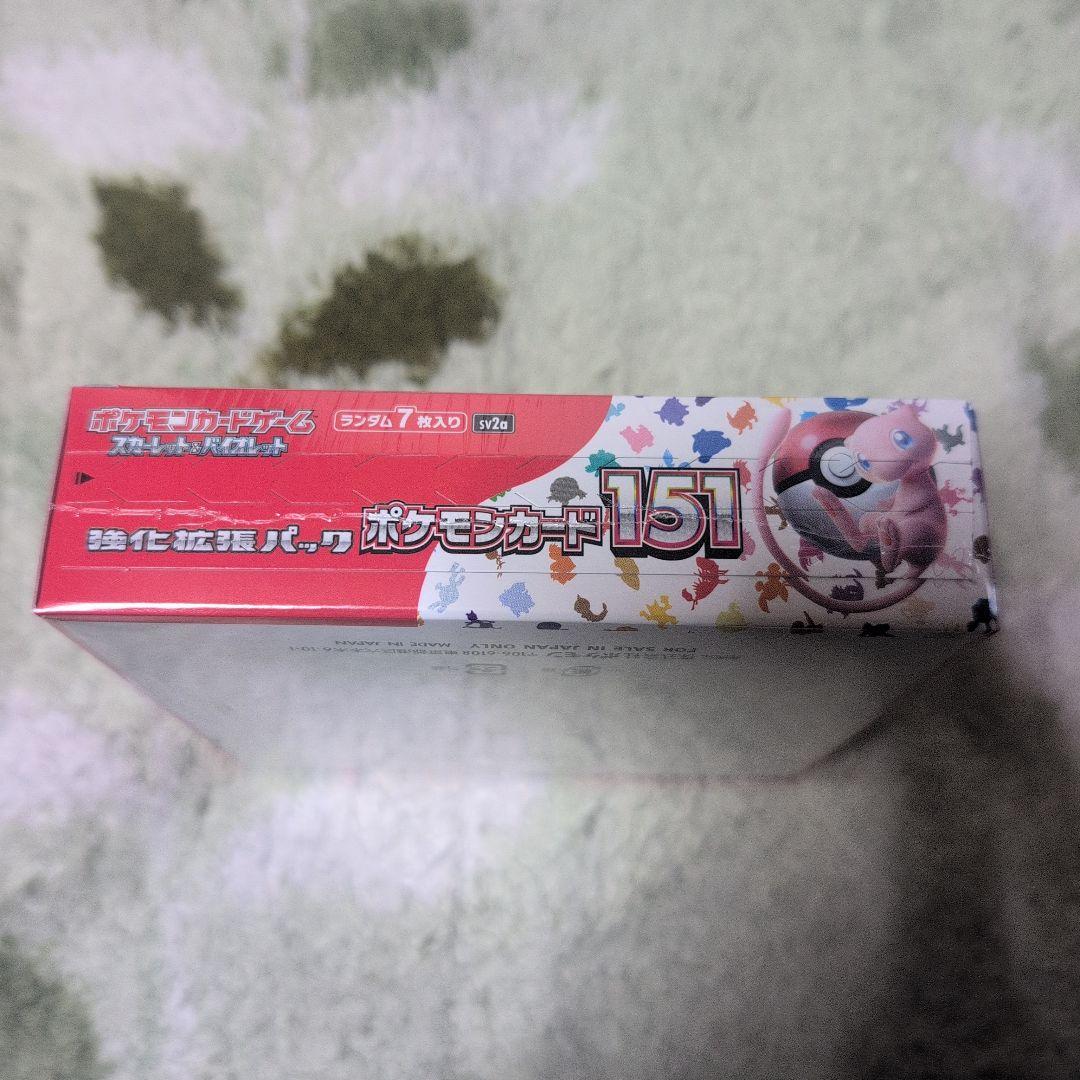 ポケモンカードゲーム
スカーレット&バイオレット
ランダム7枚入り
sv2a
強化拡張パック
ポケモンカード151
FOR SALE IN JAPAN ONLY MADE IN JAPAN